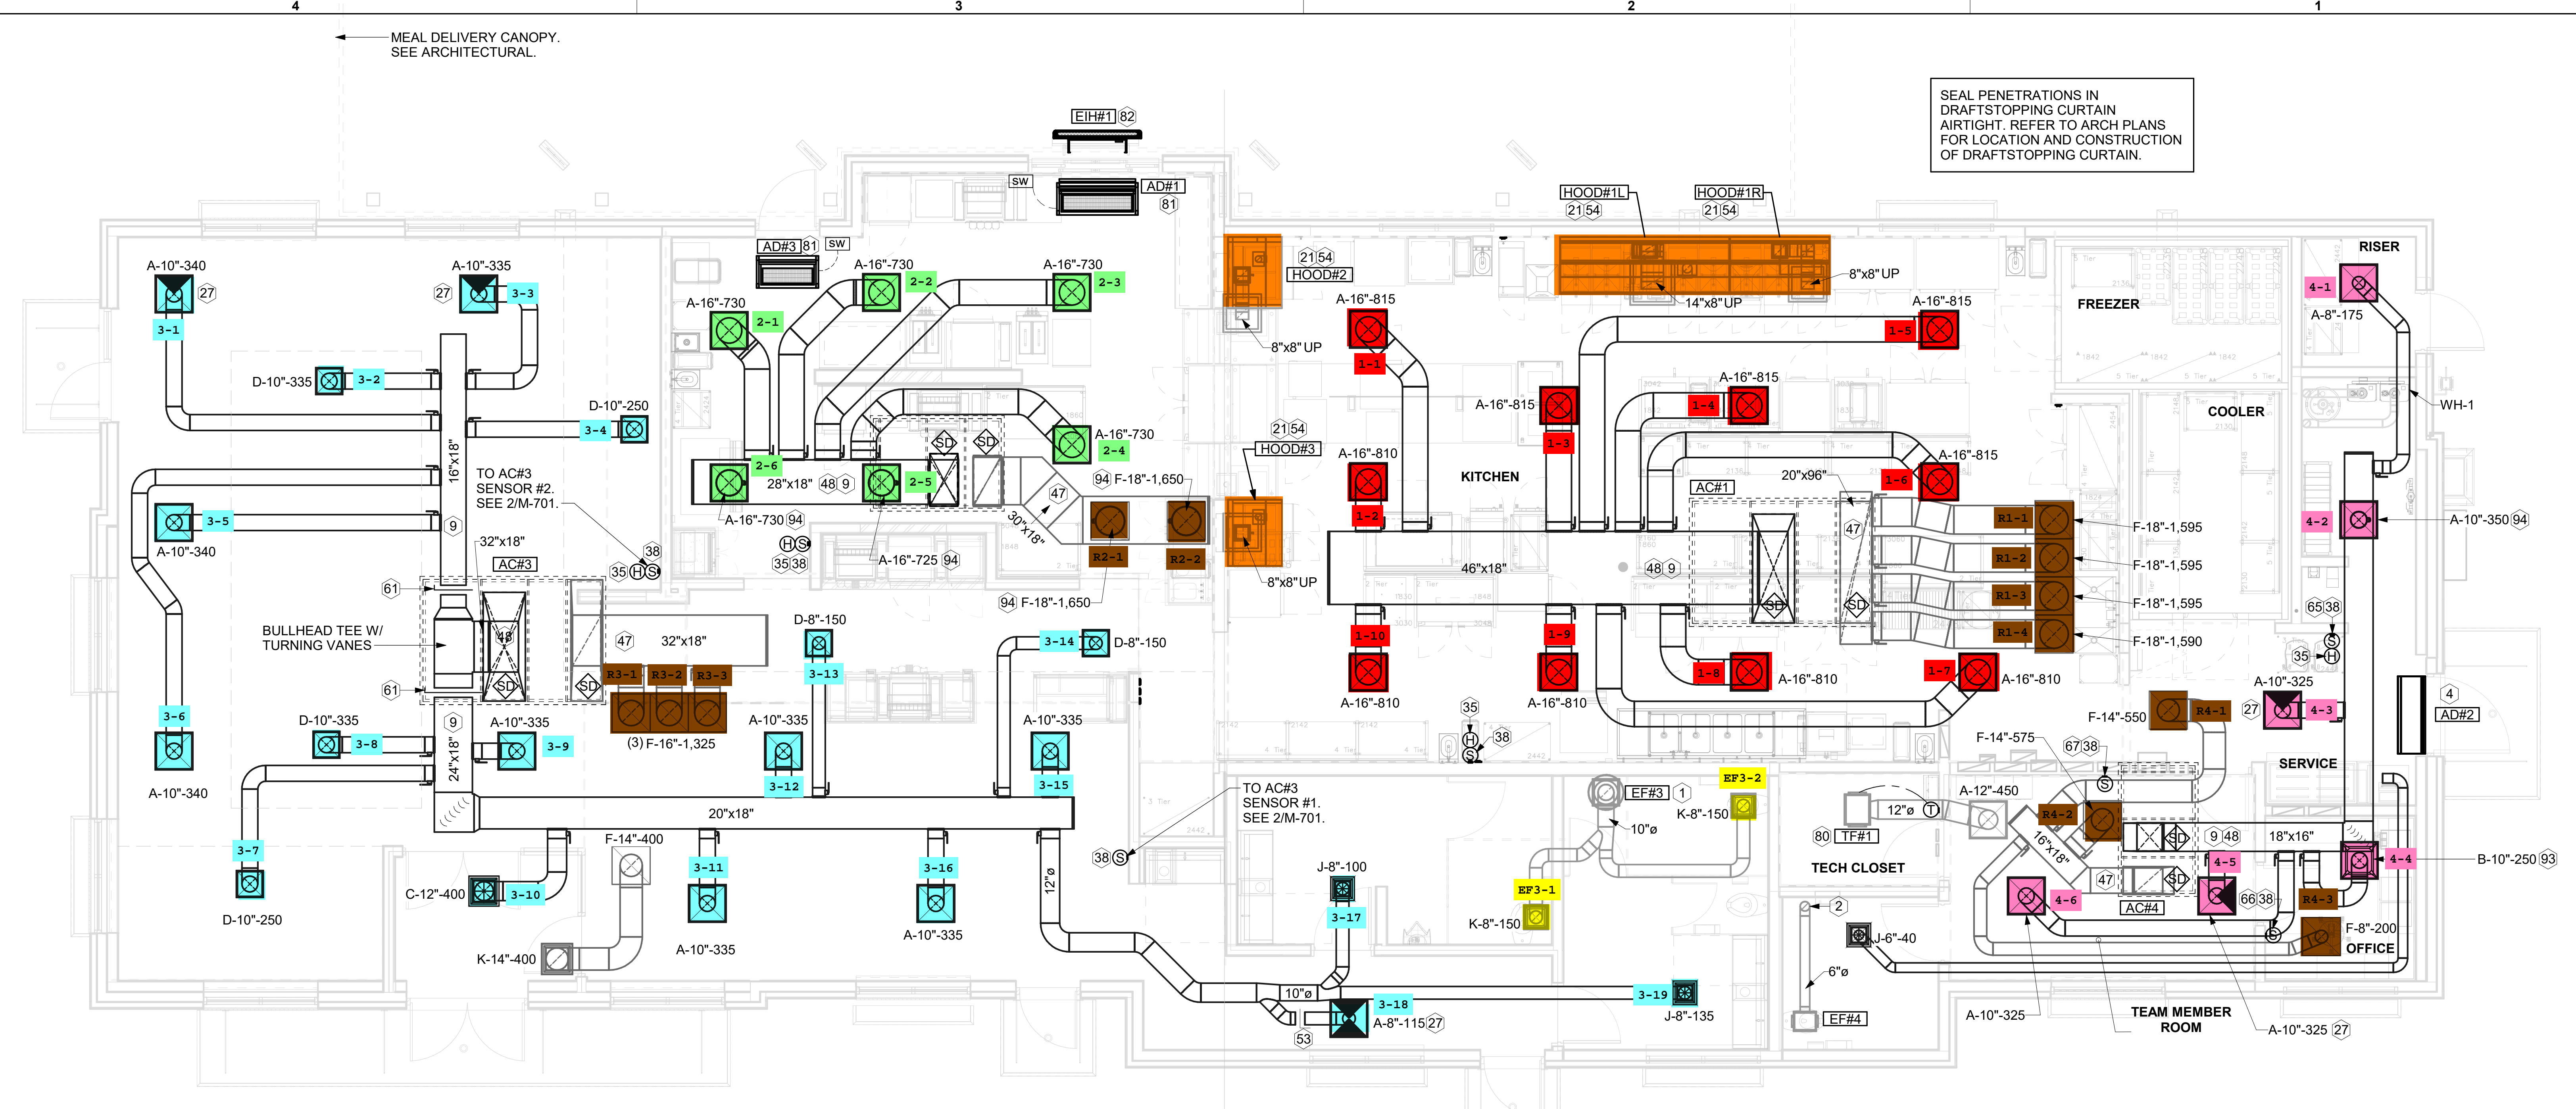 4
3
2
1
MEAL DELIVERY CANOPY.
SEE ARCHITECTURAL.
SEAL PENETRATIONS IN
DRAFTSTOPPING CURTAIN
AIRTIGHT. REFER TO ARCH PLANS
FOR LOCATION AND CONSTRUCTION
OF DRAFTSTOPPING CURTAIN.
EIH#1 82
SW
AD#1
81
AD#3 81 SW
HOOD#1L
21 54
HOOD#1R
21 54
21 54
HOOD#2
8"x8" UP
14"x8" UP
8"x8" UP
RISER
FREEZER
COOLER
A-10"-340
27
3-1
A-10"-335
27
3-3
D-10"-335
3-2
D-10"-250
3-4
16"x18"
A-16"-730
2-1
A-16"-730
2-2
A-16"-730
2-3
A-16"-730
2-4
2-6
28"x18"
48 9
2-5
A-16"-730 94
A-16"-725 94
SD
SD
47
30"x18"
94 F-18"-1,650
R2-1
R2-2
94 F-18"-1,650
H S
35 38
TO AC#3
SENSOR #2.
SEE 2/M-701.
38
35 H S
3-5
A-10"-340
9
32"x18"
AC#3
61
BULLHEAD TEE W/
TURNING VANES
48
SD
SD
47
32"x18"
61
R3-1
R3-2
R3-3
(3) F-16"-1,325
3-6
A-10"-340
D-10"-335
3-8
9
24"x18"
A-10"-335
3-9
3-7
D-10"-250
20"x18"
D-8"-150
3-13
A-10"-335
3-12
3-14
D-8"-150
A-10"-335
3-15
C-12"-400
3-10
F-14"-400
K-14"-400
3-11
A-10"-335
3-16
A-10"-335
12"ø
TO AC#3
SENSOR #1.
SEE 2/M-701.
38 S
J-8"-100
3-17
10"ø
53
3-18
A-8"-115 27
3-19
J-8"-135
21 54
HOOD#3
8"x8" UP
KITCHEN
A-16"-815
1-1
A-16"-810
1-2
A-16"-815
1-3
A-16"-815
1-4
A-16"-815
1-5
A-16"-815
1-6
20"x96"
AC#1
47
46"x18"
48 9
SD
SD
R1-1
F-18"-1,595
R1-2
F-18"-1,595
R1-3
F-18"-1,595
R1-4
F-18"-1,590
1-10
A-16"-810
1-9
A-16"-810
1-8
A-16"-810
1-7
A-16"-810
35
H
S
38
EF#3 1
10"ø
EF3-1
K-8"-150
EF3-2
K-8"-150
12"ø
T
80 TF#1
A-12"-450
TECH CLOSET
2
6"ø
EF#4
J-6"-40
4-1
A-8"-175
WH-1
4-2
A-10"-350 94
65 38
S
35 H
A-10"-325
27
4-3
4
AD#2
F-14"-550
R4-1
F-14"-575
67 38
S
R4-2
SERVICE
16"x18"
SD
9 48
18"x16"
47
SD
4-5
4-4
B-10"-250 93
4-6
AC#4
66 38
S
R4-3
F-8"-200
OFFICE
A-10"-325
TEAM MEMBER
ROOM
A-10"-325 27